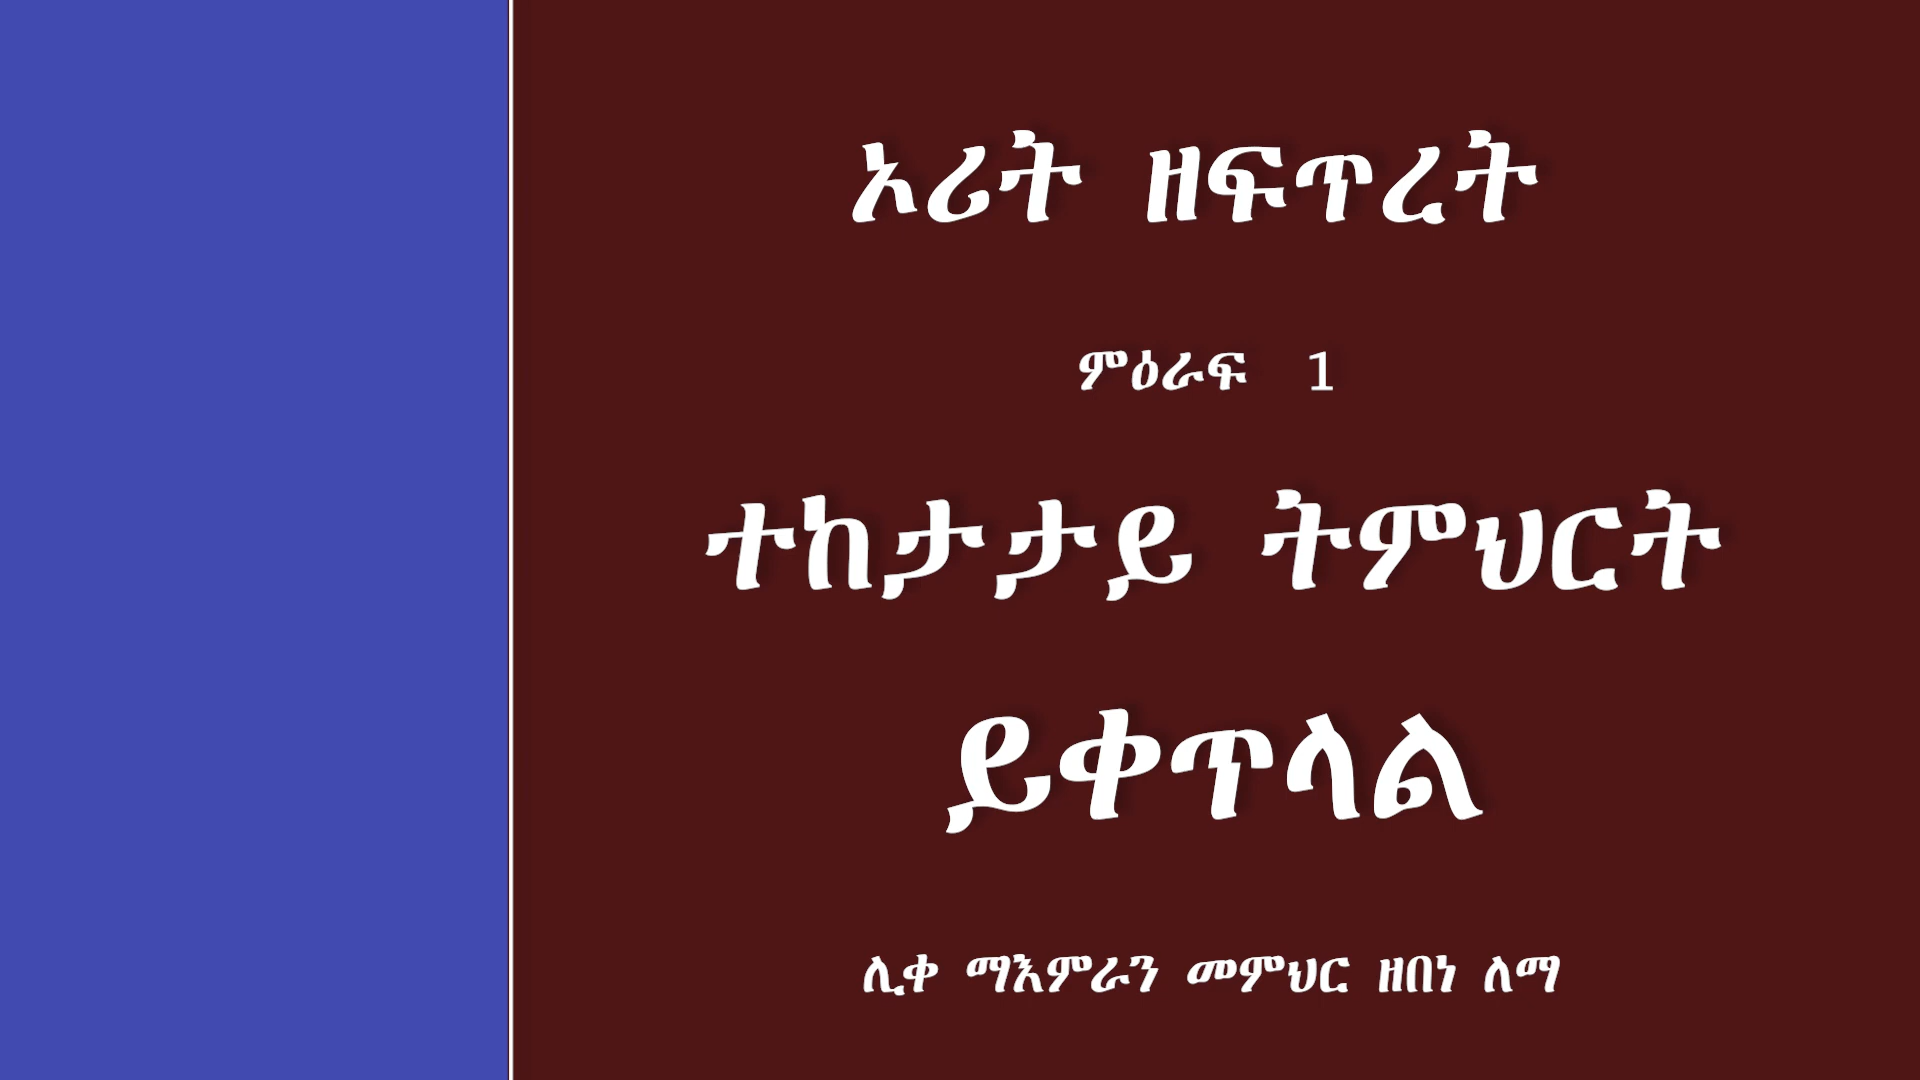 ኦሪት ዘፍጥረት
ምዕራፍ 1
ተከታታይ ትምህርት
ይቀጥላል
ሊቀ ማእምራን መምህር ዘበነ ለማ